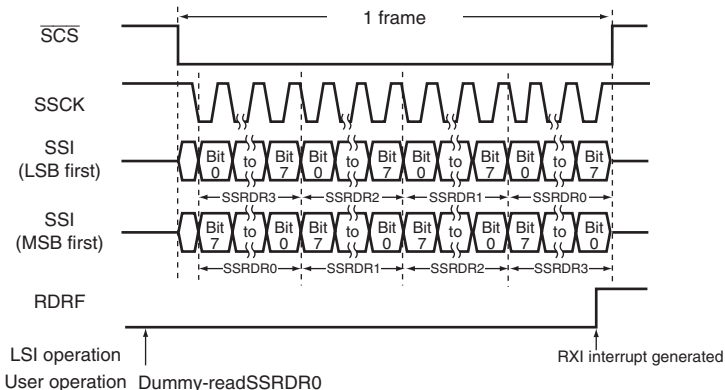 1 frame
SCS
SSCK
SSI
(LSB first)
Bit 0 to Bit 7 Bit 0 to Bit 7 Bit 0 to Bit 7 Bit 0 to Bit 7
SSRDR3 SSRDR2 SSRDR1 SSRDR0
SSI
(MSB first)
Bit 7 to Bit 0 Bit 7 to Bit 0 Bit 7 to Bit 0 Bit 7 to Bit 0
SSRDR0 SSRDR1 SSRDR2 SSRDR3
RDRF
LSI operation
RXI interrupt generated
User operation Dummy-readSSRDR0